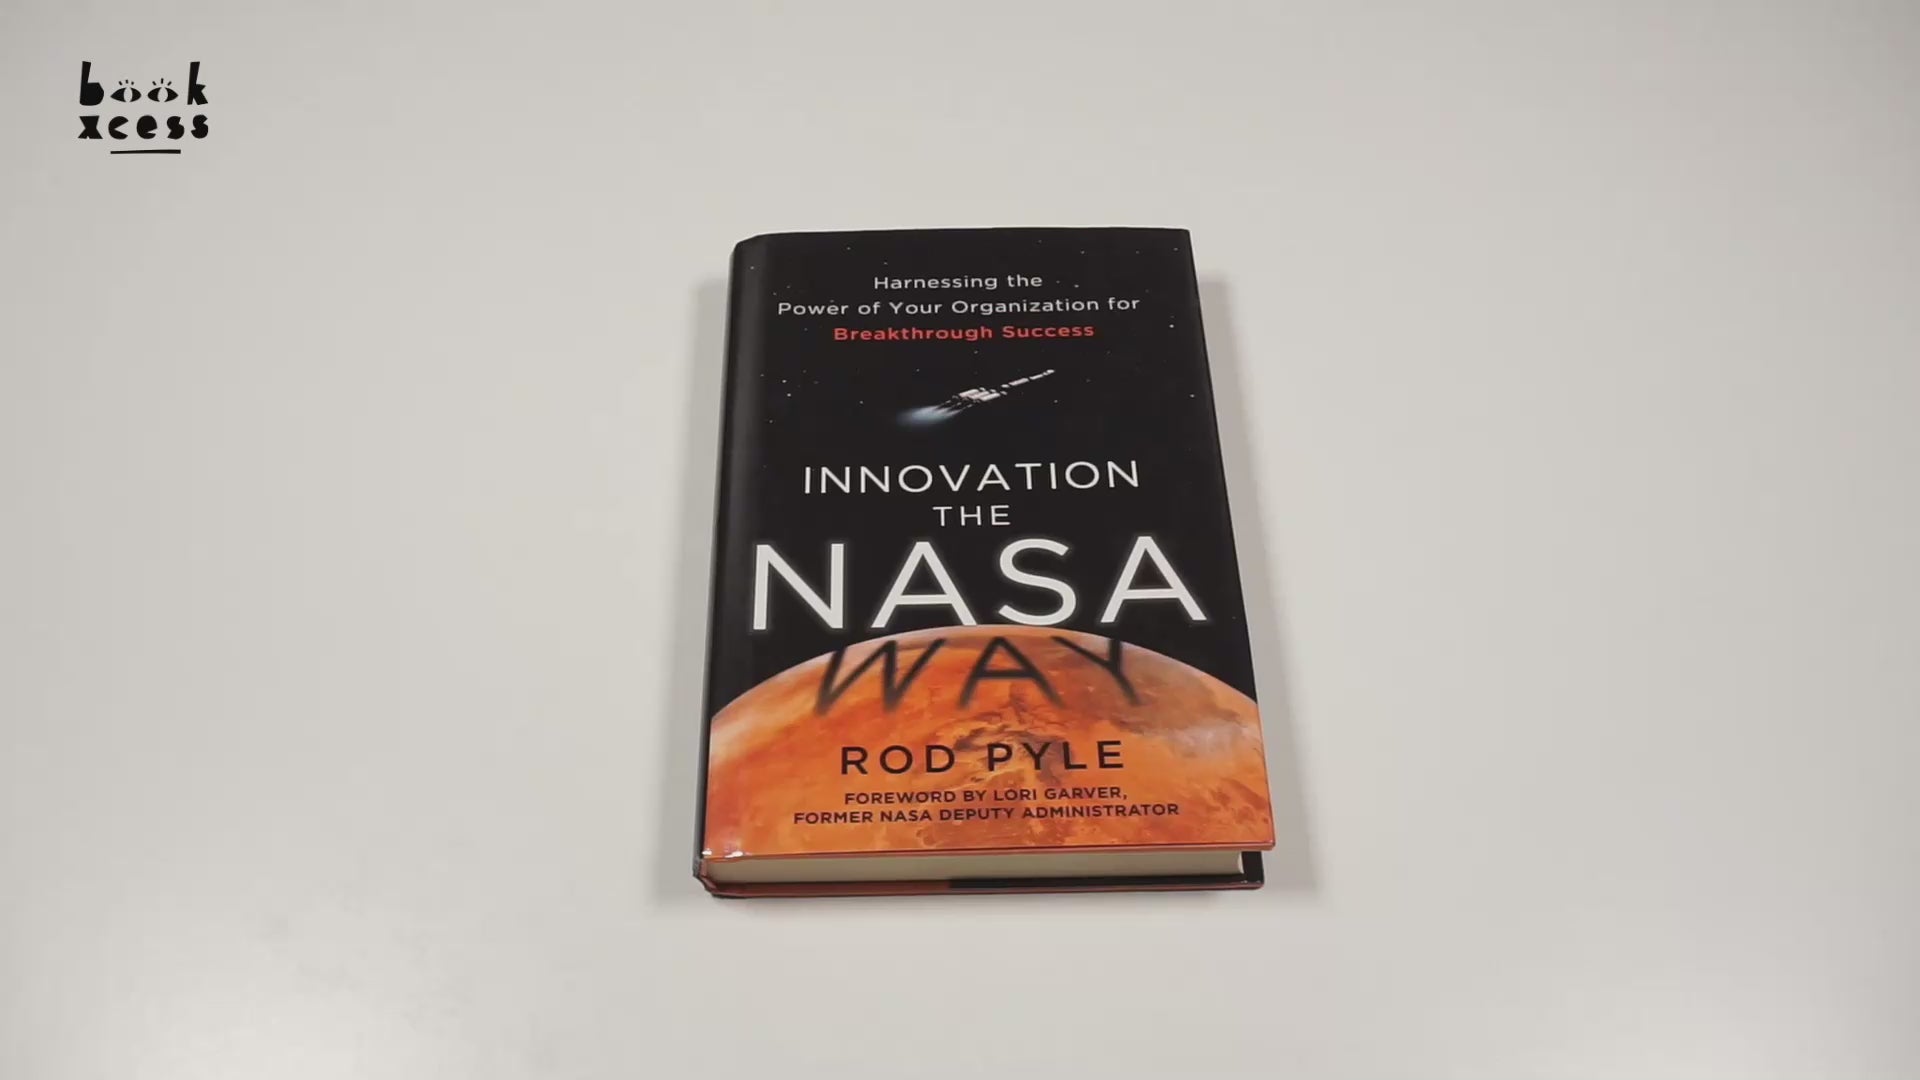 book
xcess
Harnessing the
Power of Your Organization for
Breakthrough Success
INNOVATION
THE
NASA
WAY
ROD PYLE
FOREWORD BY LORI GARVER,
FORMER NASA DEPUTY ADMINISTRATOR